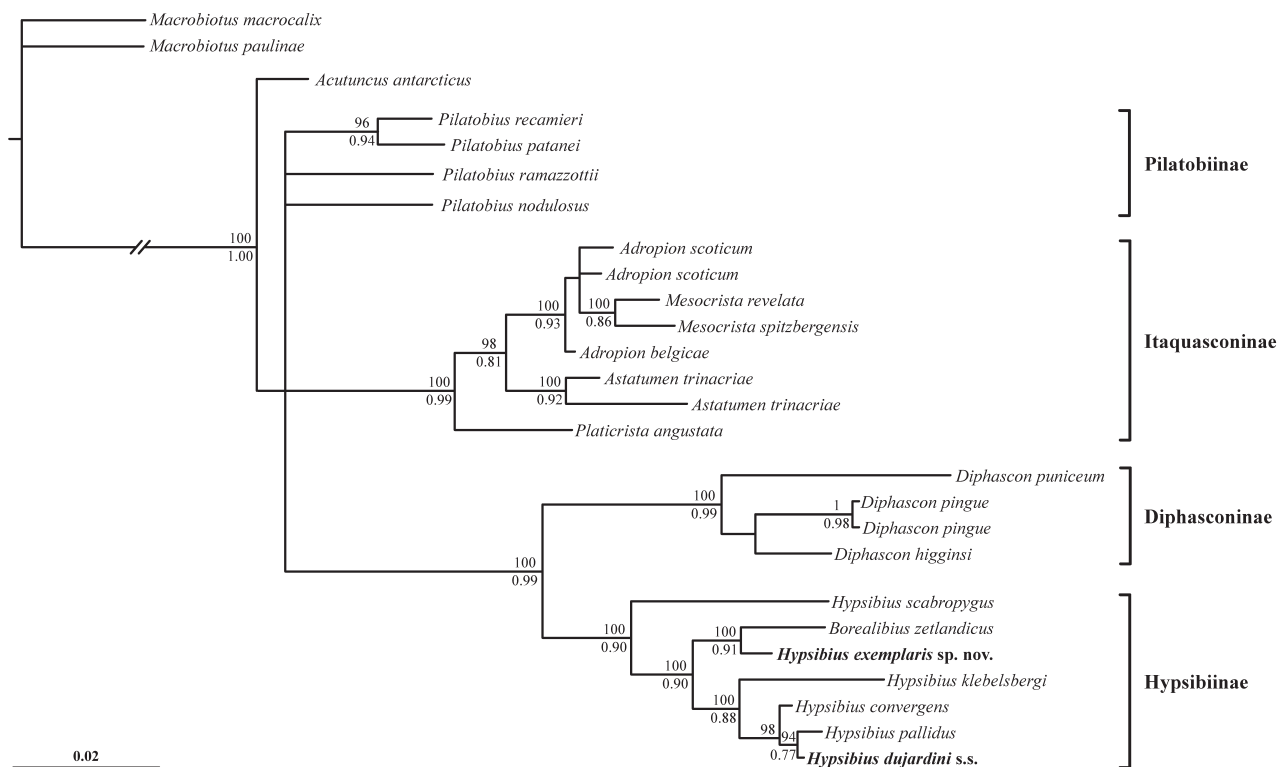 Macrobiotus macrocalix
Macrobiotus paulinae
Acutuncus antarcticus
96
0.94
Pilatobius recamieri
Pilatobius patanei
Pilatobius ramazzottii
Pilatobius nodulosus
Pilatobiinae
100
1.00
Adropion scoticum
Adropion scoticum
100
0.86
Mesocrista revelata
Mesocrista spitzbergensis
100
0.93
Adropion belgicae
98
0.81
Astatumen trinacriae
100
0.92
Astatumen trinacriae
100
0.99
Platicrista angustata
Itaquasconinae
Diphascon puniceum
100
0.99
Diphascon pingue
1
0.98
Diphascon pingue
Diphascon higginsi
Diphasconinae
100
0.99
Hypsibius scabropygus
100
0.90
Borealibius zetlandicus
100
0.91
Hypsibius exemplaris sp. nov.
100
0.90
Hypsibius klebelsbergi
100
0.88
Hypsibius convergens
98
94
0.77
Hypsibius pallidus
Hypsibius dujardini s.s.
Hypsibiinae
0.02